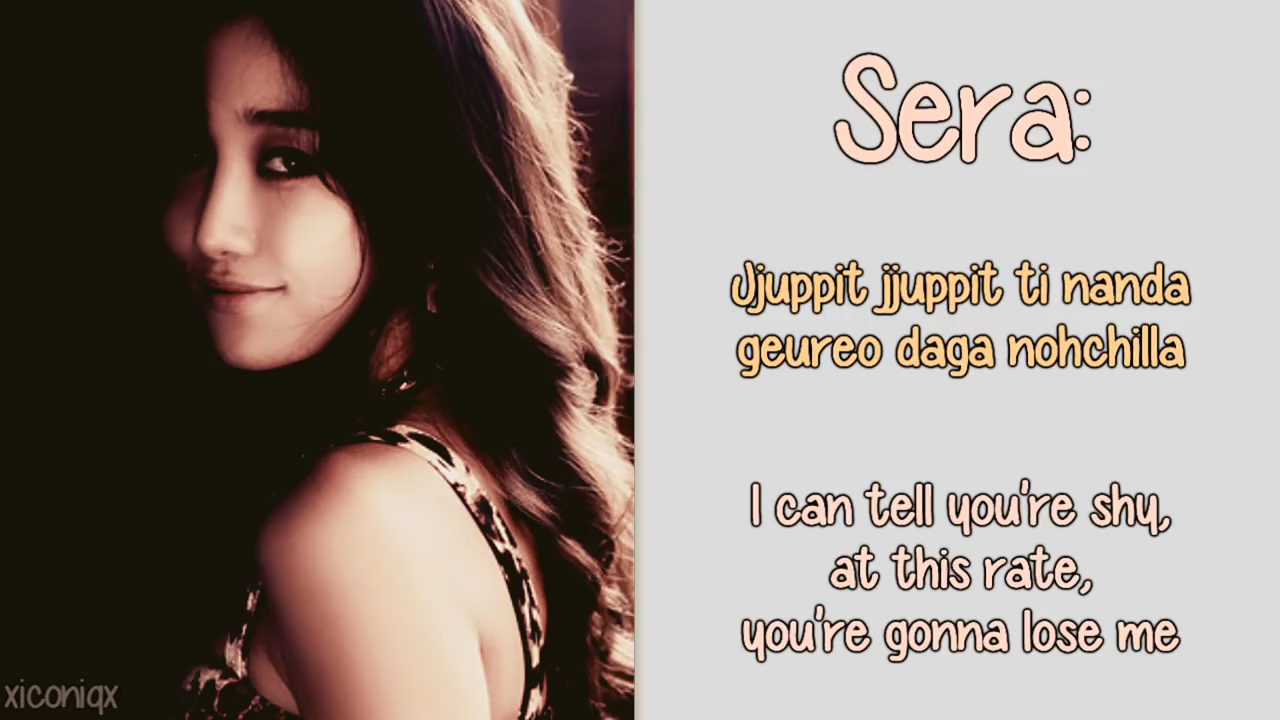 Sera:
Jjuppit jjuppit ti nanda
geureo daga nohchilla
I can tell you're shy,
at this rate,
you're gonna lose me
xiconiqx